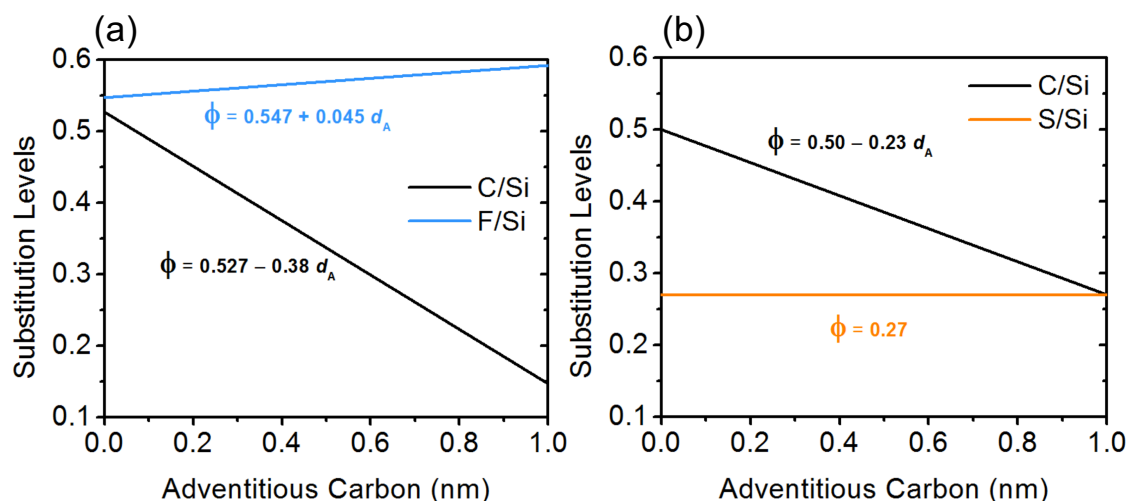 (a)
0.6
0.5
0.4
0.3
0.2
0.1
Substitution Levels
ϕ = 0.547 + 0.045 d_A
C/Si
F/Si
ϕ = 0.527 – 0.38 d_A
0.0 0.2 0.4 0.6 0.8 1.0
Adventitious Carbon (nm)
(b)
0.6
0.5
0.4
0.3
0.2
0.1
Substitution Levels
C/Si
S/Si
ϕ = 0.50 – 0.23 d_A
ϕ = 0.27
0.0 0.2 0.4 0.6 0.8 1.0
Adventitious Carbon (nm)